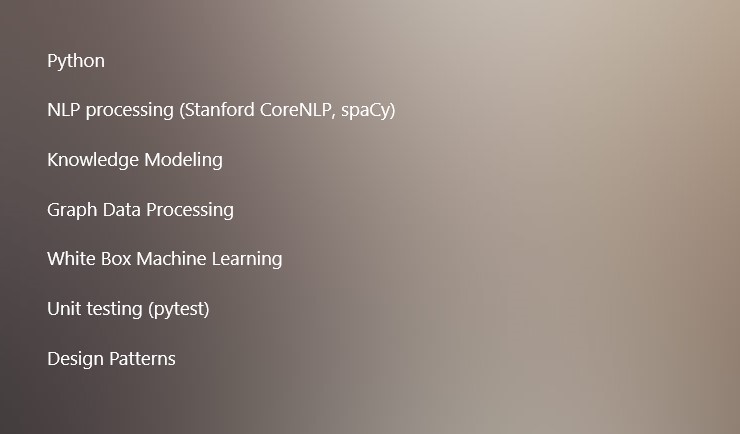 Python
NLP processing (Stanford CoreNLP, spaCy)
Knowledge Modeling
Graph Data Processing
White Box Machine Learning
Unit testing (pytest)
Design Patterns